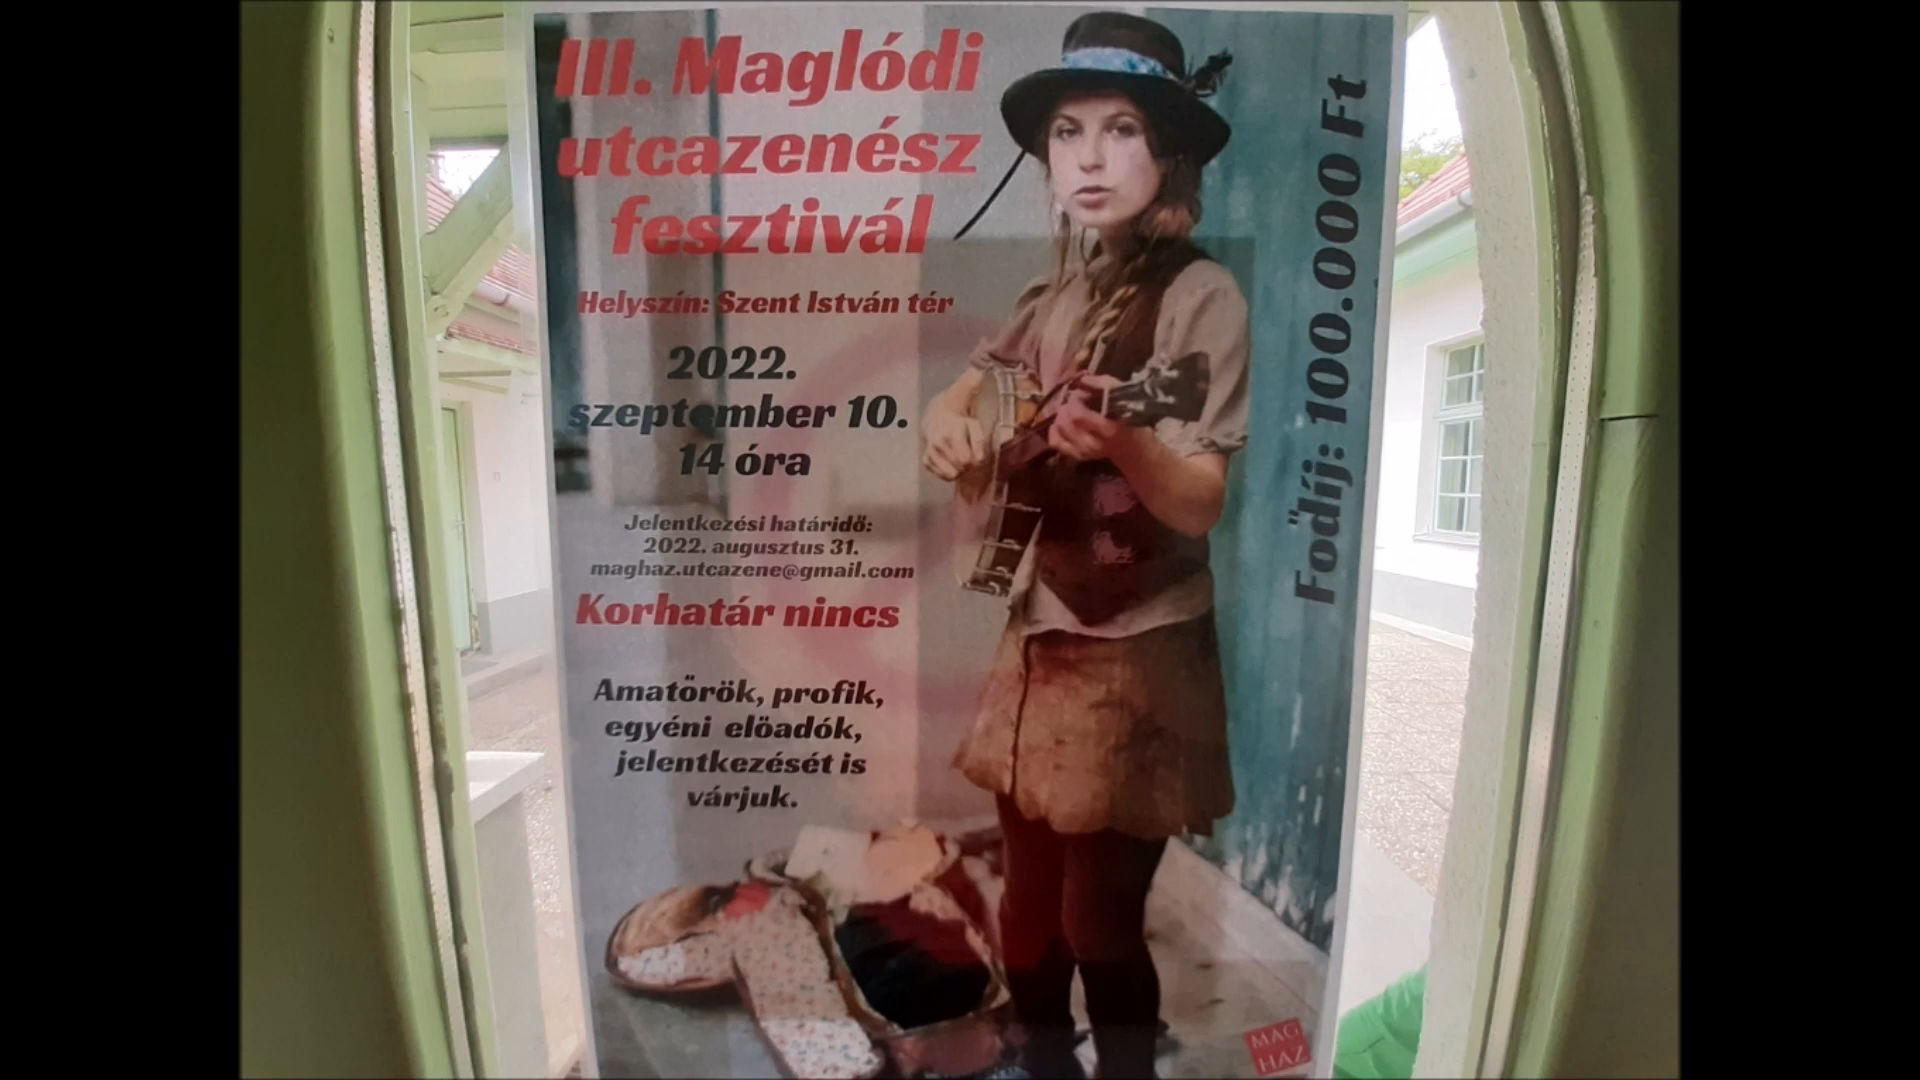 III. Maglódi
utcazenész
fesztivál
Helyszín: Szent István tér
2022.
szeptember 10.
14 óra
Jelentkezési határidő:
2022. augusztus 31.
maghaz.utcazene@gmail.com
Korhatár nincs
Amatőrök, profik,
egyéni elöadók,
jelentkezését is
várjuk.
Fődíj: 100.000 Ft
MAG
HÁZ